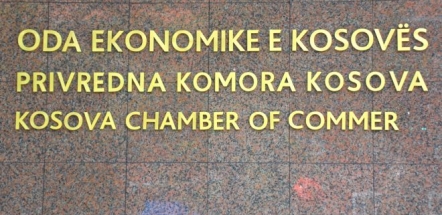 ODA EKONOMIKE E KOSOVËS
PRIVREDNA KOMORA KOSOVA
KOSOVA CHAMBER OF COMMER